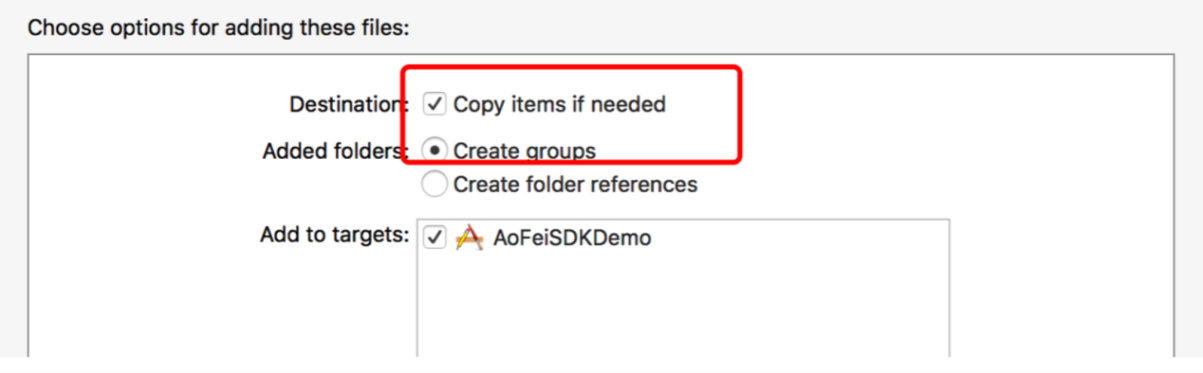 Choose options for adding these files:
Destination: Copy items if needed
Added folders: Create groups
Create folder references
Add to targets: AoFeiSDKDemo